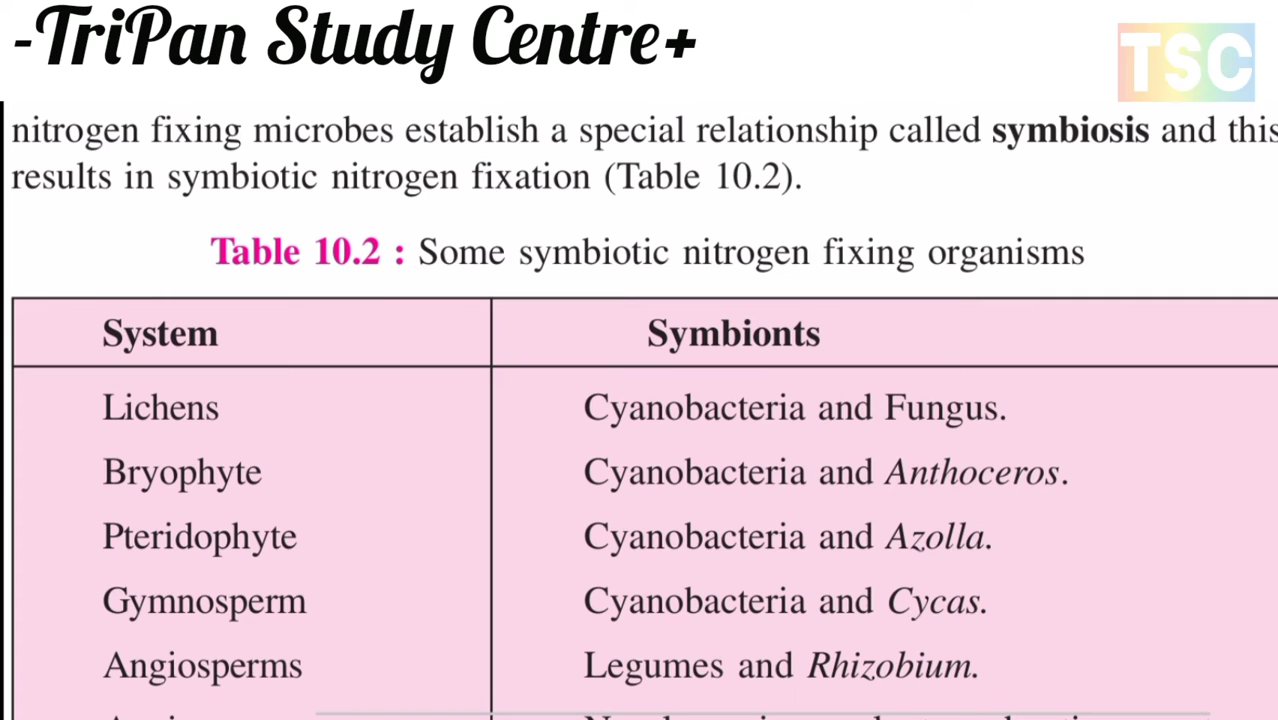 -TriPan Study Centre+
TSC
nitrogen fixing microbes establish a special relationship called symbiosis and this
results in symbiotic nitrogen fixation (Table 10.2).
Table 10.2 : Some symbiotic nitrogen fixing organisms
System Symbionts
Lichens Cyanobacteria and Fungus.
Bryophyte Cyanobacteria and Anthoceros.
Pteridophyte Cyanobacteria and Azolla.
Gymnosperm Cyanobacteria and Cycas.
Angiosperms Legumes and Rhizobium.